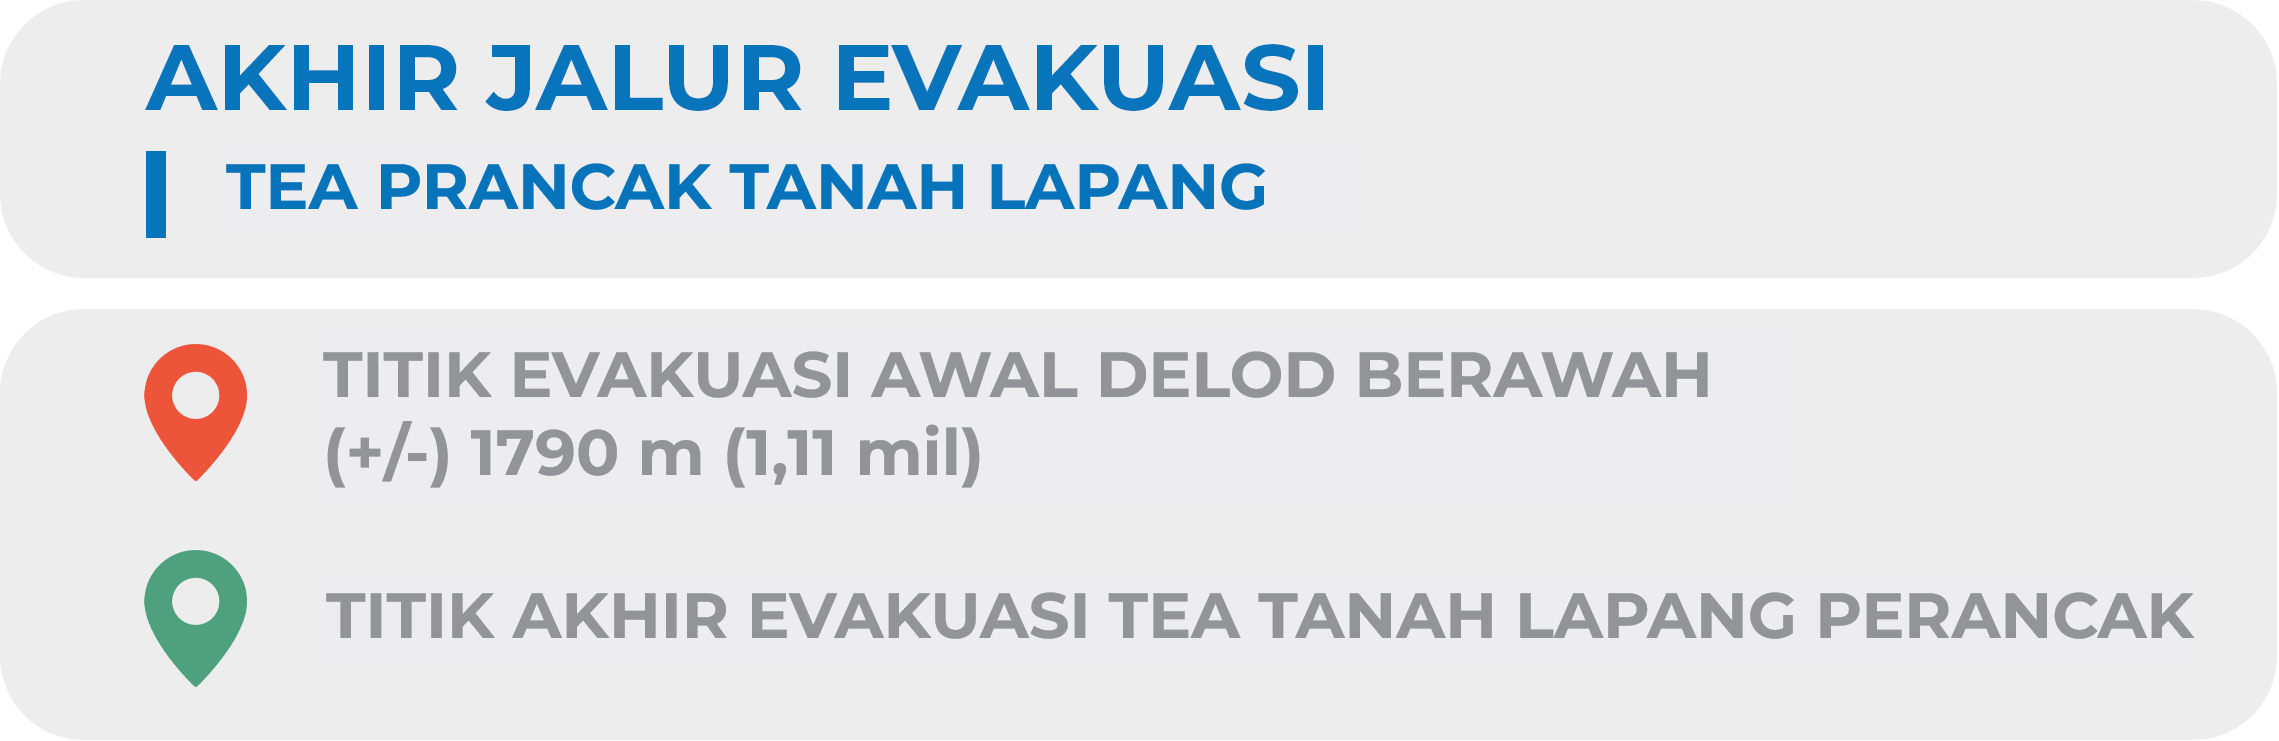 AKHIR JALUR EVAKUASI
TEA PRANCAK TANAH LAPANG
TITIK EVAKUASI AWAL DELOD BERAWAH
(+/-) 1790 m (1,11 mil)
TITIK AKHIR EVAKUASI TEA TANAH LAPANG PERANCAK